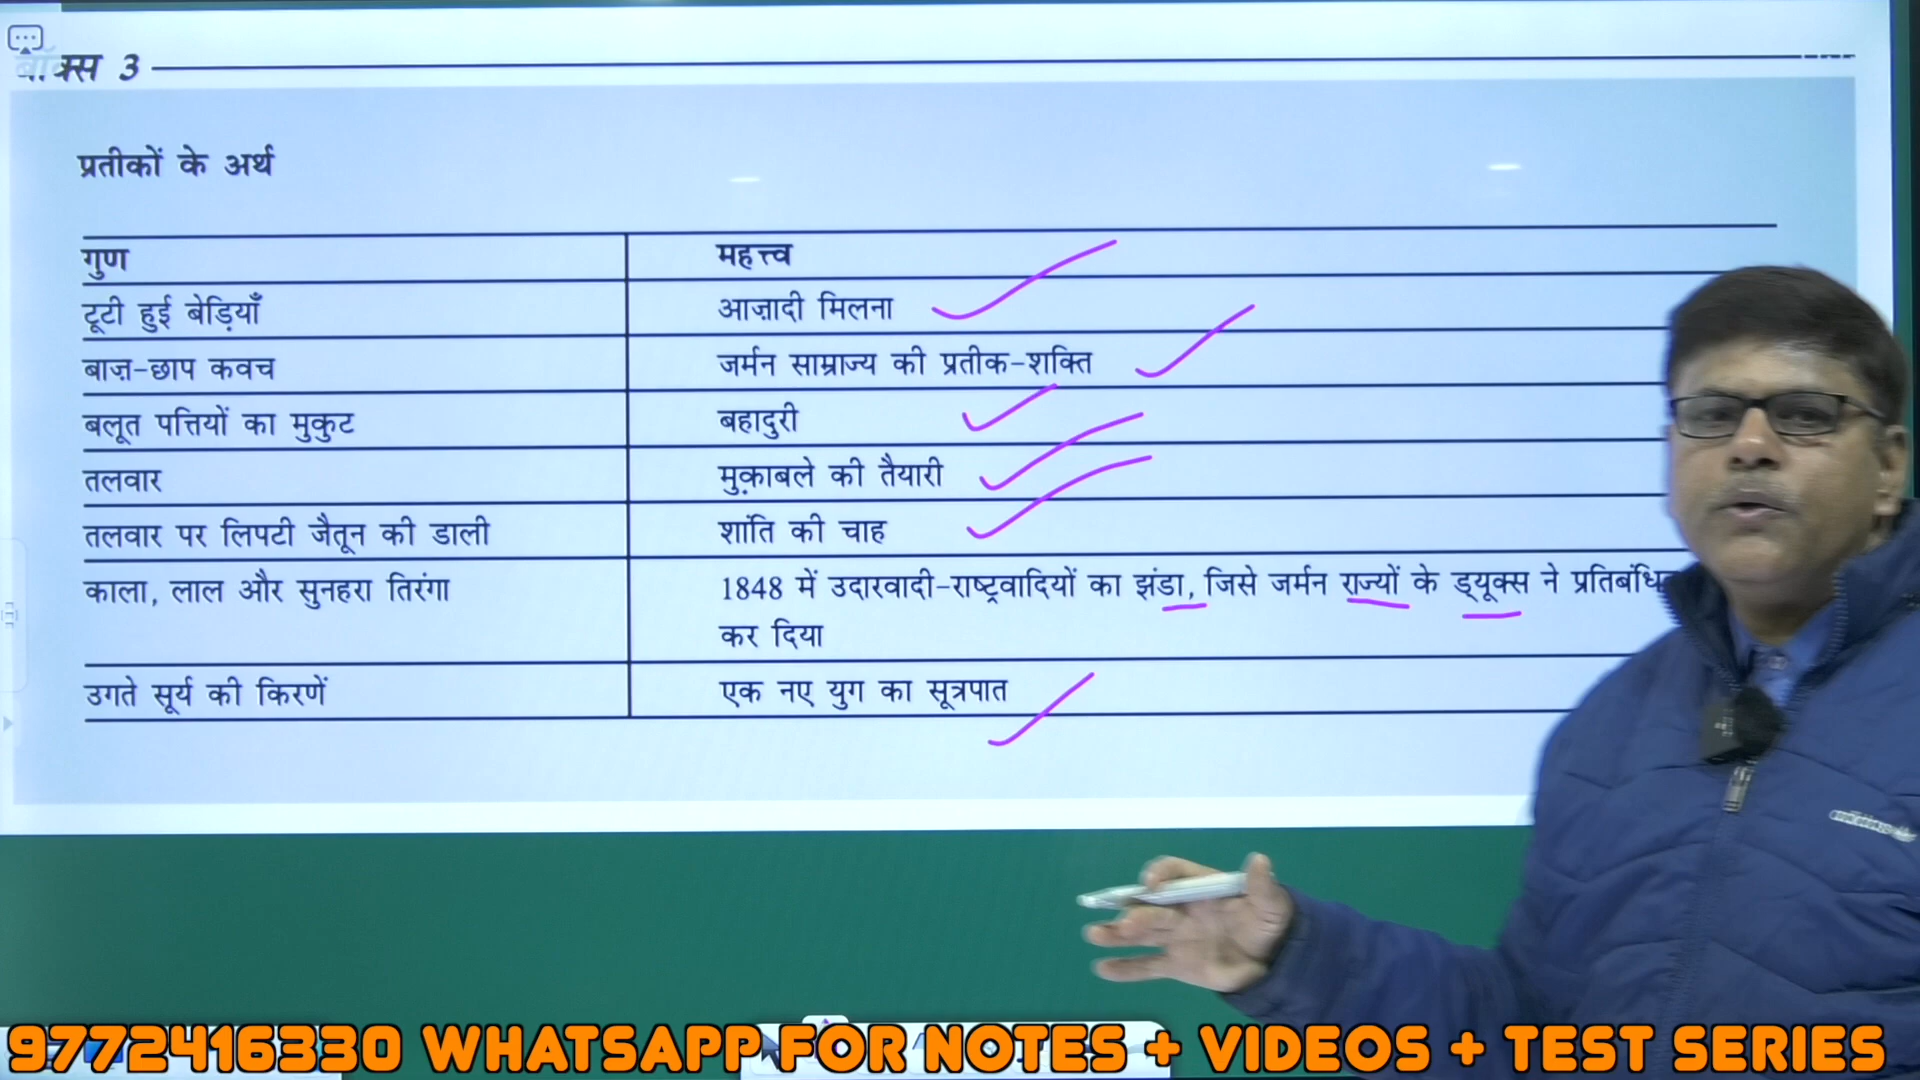 बॉक्स 3
प्रतीकों के अर्थ
गुण महत्त्व
टूटी हुई बेड़ियाँ आज़ादी मिलना
बाज़-छाप कवच जर्मन साम्राज्य की प्रतीक-शक्ति
बलूत पत्तियों का मुकुट बहादुरी
तलवार मुक़ाबले की तैयारी
तलवार पर लिपटी जैतून की डाली शांति की चाह
काला, लाल और सुनहरा तिरंगा 1848 में उदारवादी-राष्ट्रवादियों का झंडा, जिसे जर्मन राज्यों के ड्यूक्स ने
कर दिया
उगते सूर्य की किरणें एक नए युग का सूत्रपात
9772416330 WHATSAPP FOR NOTES + VIDEOS + TEST SERIES